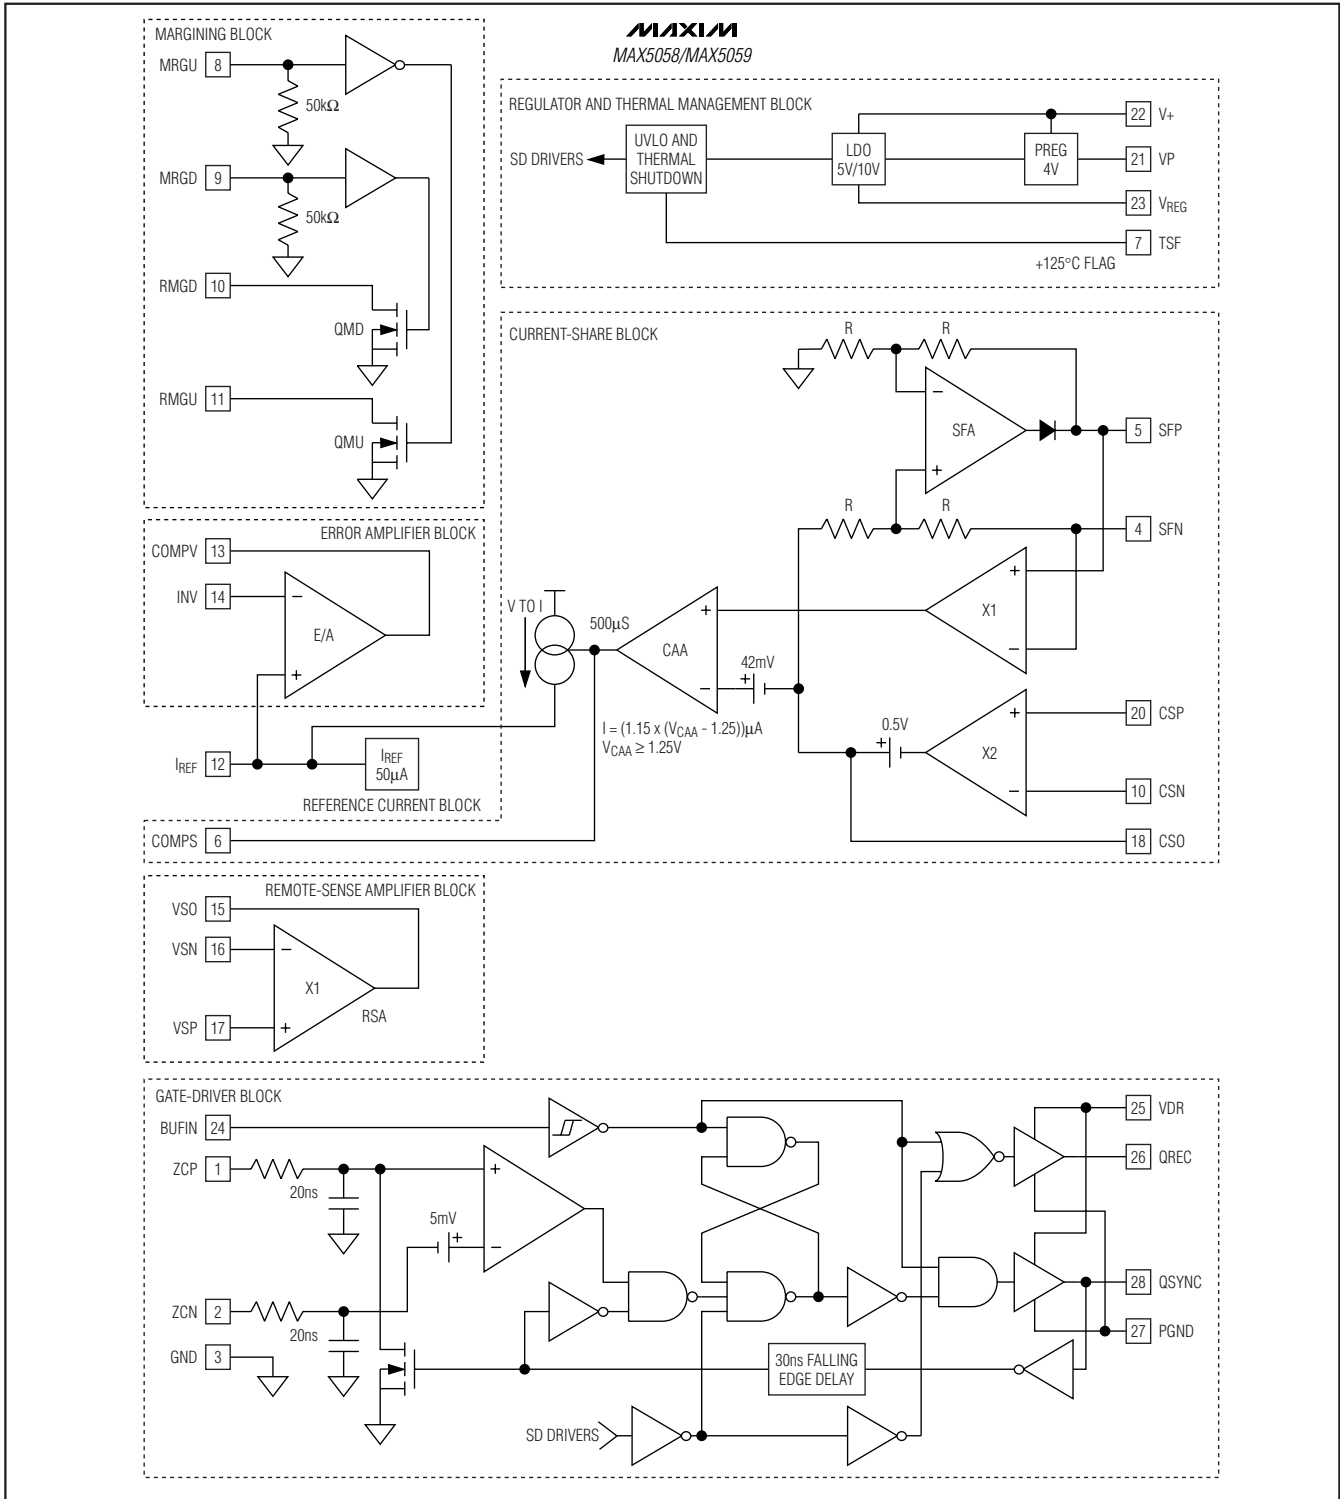 MAXIM
MAX5058/MAX5059
MARGINING BLOCK
MRGU 8
50kΩ
MRGD 9
50kΩ
RMGD 10
QMD
RMGU 11
QMU
REGULATOR AND THERMAL MANAGEMENT BLOCK
SD DRIVERS
UVLO AND
THERMAL
SHUTDOWN
LDO
5V/10V
PREG
4V
22 V+
21 VP
23 VREG
7 TSF
+125°C FLAG
CURRENT-SHARE BLOCK
R R
−
SFA
+
5 SFP
R R
4 SFN
+
X1
−
V TO I
500µS
+
CAA
−
42mV
+
I = (1.15 x (VCAA - 1.25))µA
VCAA ≥ 1.25V
0.5V
+
+
X2
−
20 CSP
10 CSN
18 CSO
ERROR AMPLIFIER BLOCK
COMPV 13
INV 14
−
E/A
+
IREF 12
IREF
50µA
REFERENCE CURRENT BLOCK
COMPS 6
REMOTE-SENSE AMPLIFIER BLOCK
VSO 15
VSN 16
−
X1
RSA
VSP 17
+
GATE-DRIVER BLOCK
BUFIN 24
ZCP 1
20ns
+
5mV
+
−
ZCN 2
20ns
GND 3
30ns FALLING
EDGE DELAY
SD DRIVERS
25 VDR
26 QREC
28 QSYNC
27 PGND